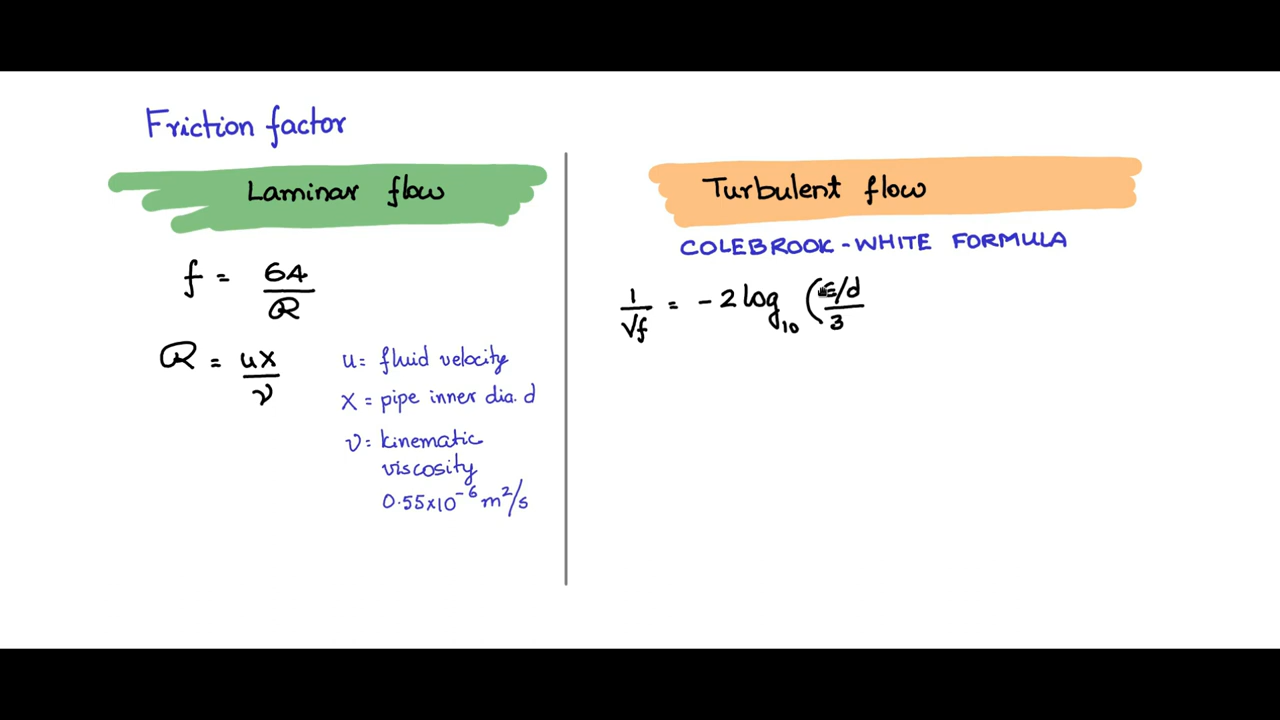 Friction factor
Laminar flow
f = 64/R
R = ux/ν
u = fluid velocity
x = pipe inner dia. d
ν = kinematic
viscosity
0.55x10⁻⁶ m²/s
Turbulent flow
COLEBROOK - WHITE FORMULA
1/√f = -2 log₁₀ (ε/d / 3